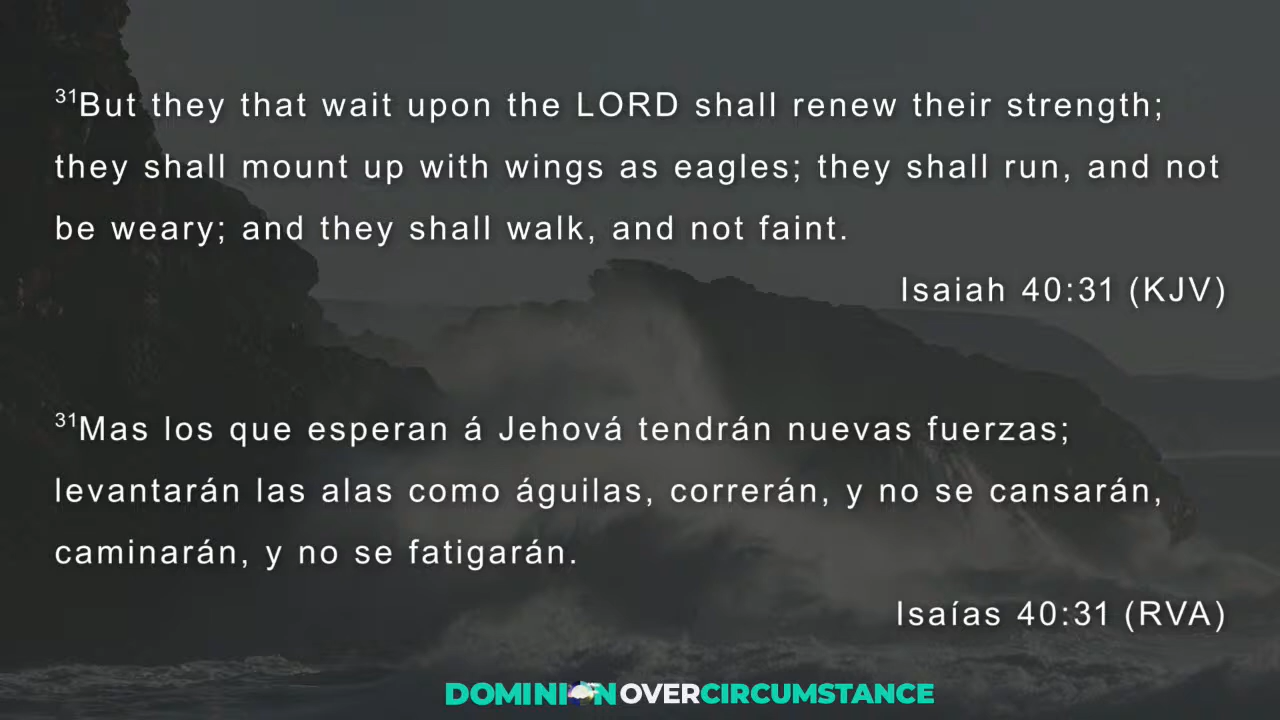 ³¹But they that wait upon the LORD shall renew their strength;
they shall mount up with wings as eagles; they shall run, and not
be weary; and they shall walk, and not faint.
Isaiah 40:31 (KJV)
³¹Mas los que esperan á Jehová tendrán nuevas fuerzas;
levantarán las alas como águilas, correrán, y no se cansarán,
caminarán, y no se fatigarán.
Isaías 40:31 (RVA)
DOMINION OVERCIRCUMSTANCE